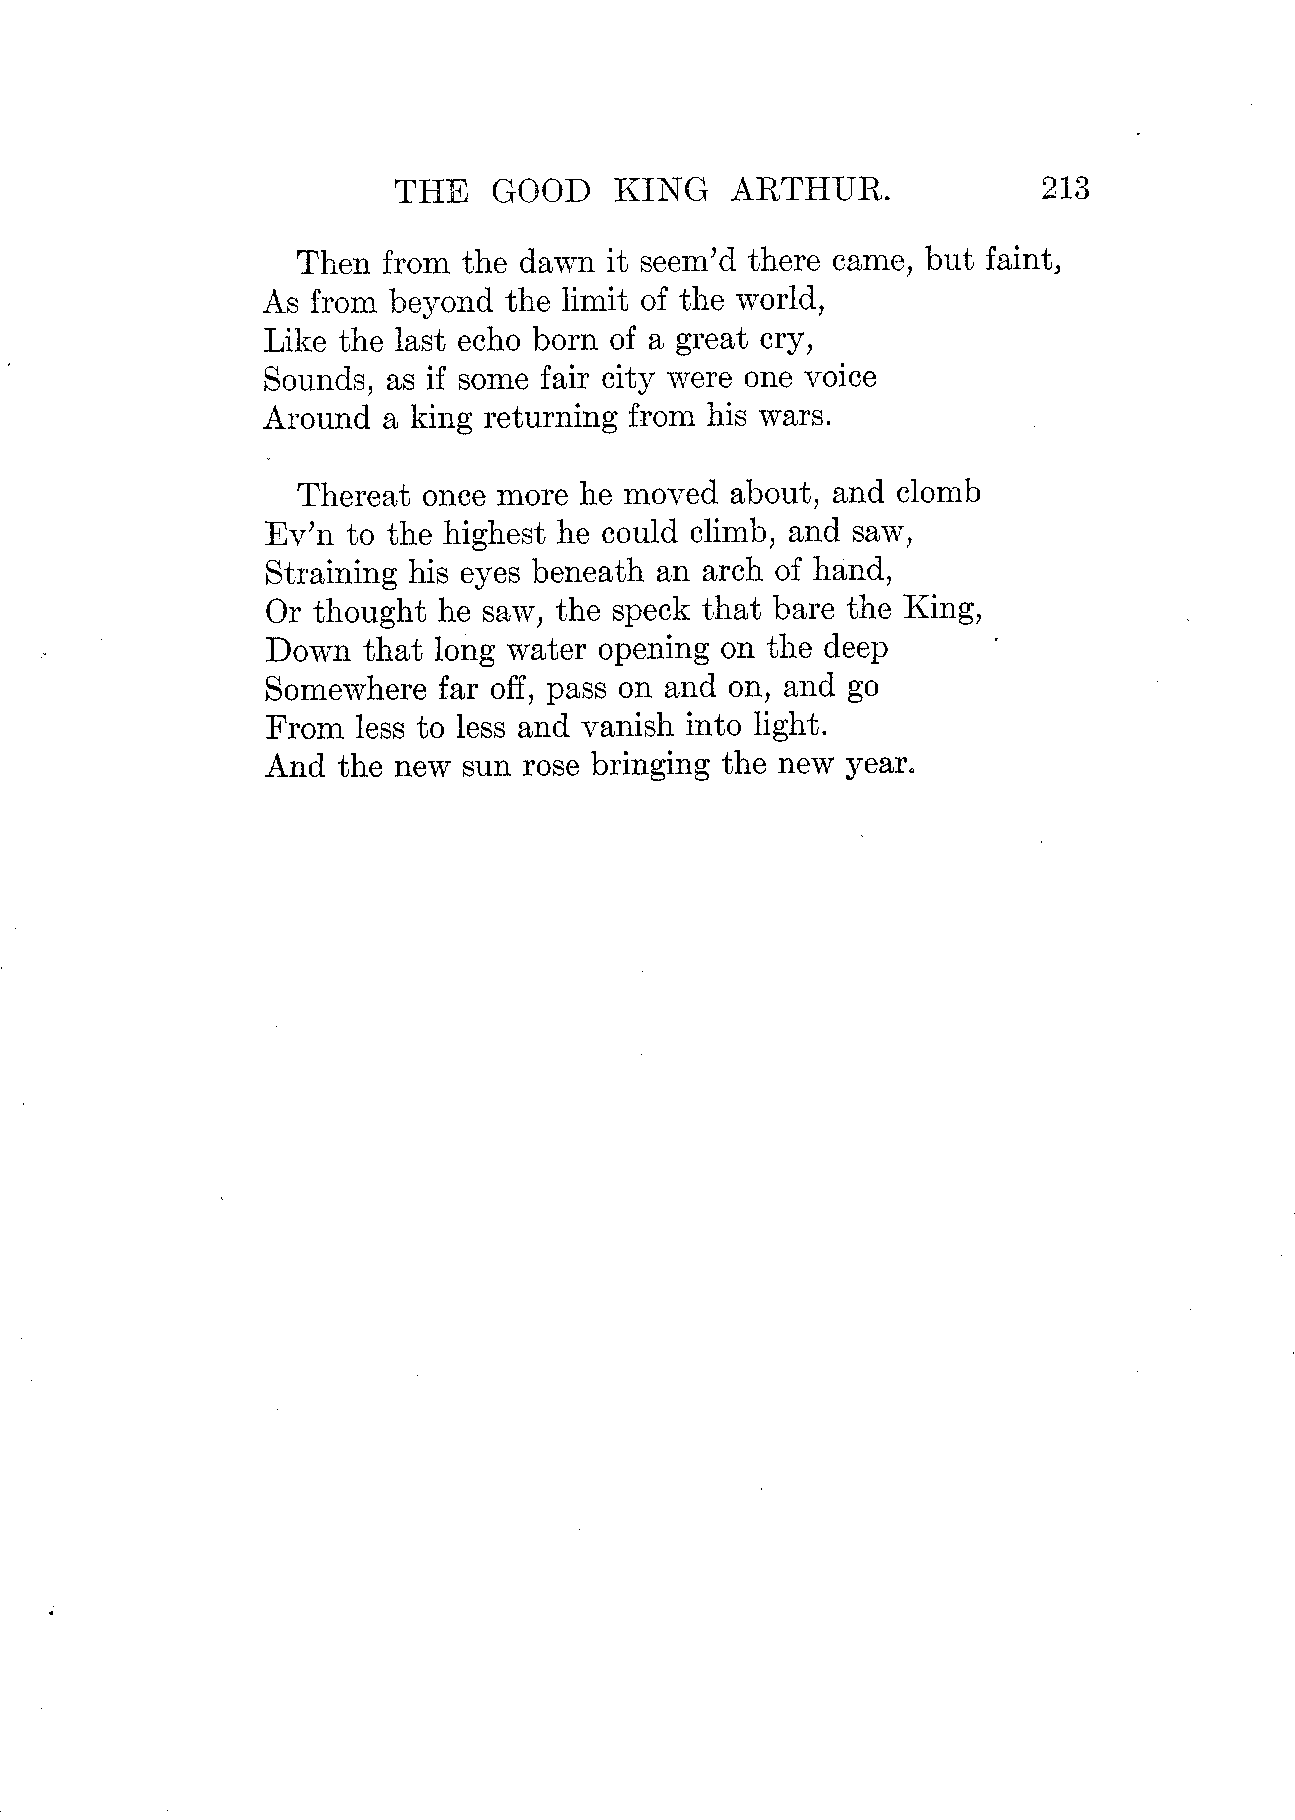 THE GOOD KING ARTHUR. 213
Then from the dawn it seem'd there came, but faint,
As from beyond the limit of the world,
Like the last echo born of a great cry,
Sounds, as if some fair city were one voice
Around a king returning from his wars.
Thereat once more he moved about, and clomb
Ev'n to the highest he could climb, and saw,
Straining his eyes beneath an arch of hand,
Or thought he saw, the speck that bare the King,
Down that long water opening on the deep
Somewhere far off, pass on and on, and go
From less to less and vanish into light.
And the new sun rose bringing the new year.